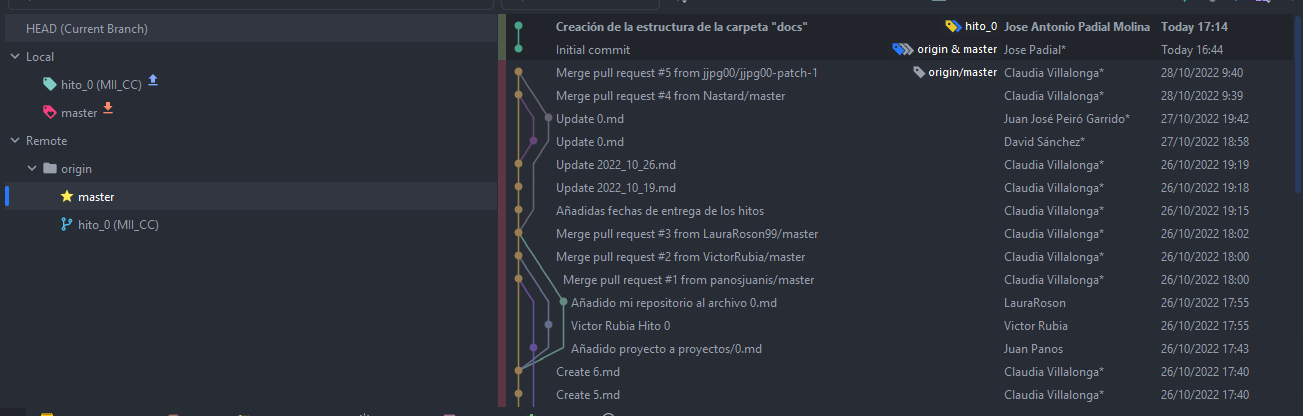 HEAD (Current Branch)
Local
hito_0 (MII_CC)
master
Remote
origin
master
hito_0 (MII_CC)
Creación de la estructura de la carpeta "docs" hito_0 Jose Antonio Padial Molina Today 17:14
Initial commit origin & master Jose Padial* Today 16:44
Merge pull request #5 from jjpg00/jjpg00-patch-1 origin/master Claudia Villalonga* 28/10/2022 9:40
Merge pull request #4 from Nastard/master Claudia Villalonga* 28/10/2022 9:39
Update 0.md Juan José Peiró Garrido* 27/10/2022 19:42
Update 0.md David Sánchez* 27/10/2022 18:58
Update 2022_10_26.md Claudia Villalonga* 26/10/2022 19:19
Update 2022_10_19.md Claudia Villalonga* 26/10/2022 19:18
Añadidas fechas de entrega de los hitos Claudia Villalonga* 26/10/2022 19:15
Merge pull request #3 from LauraRoson99/master Claudia Villalonga* 26/10/2022 18:02
Merge pull request #2 from VictorRubia/master Claudia Villalonga* 26/10/2022 18:00
Merge pull request #1 from panosjuanis/master Claudia Villalonga* 26/10/2022 18:00
Añadido mi repositorio al archivo 0.md LauraRoson 26/10/2022 17:55
Victor Rubia Hito 0 Victor Rubia 26/10/2022 17:55
Añadido proyecto a proyectos/0.md Juan Panos 26/10/2022 17:43
Create 6.md Claudia Villalonga* 26/10/2022 17:40
Create 5.md Claudia Villalonga* 26/10/2022 17:40